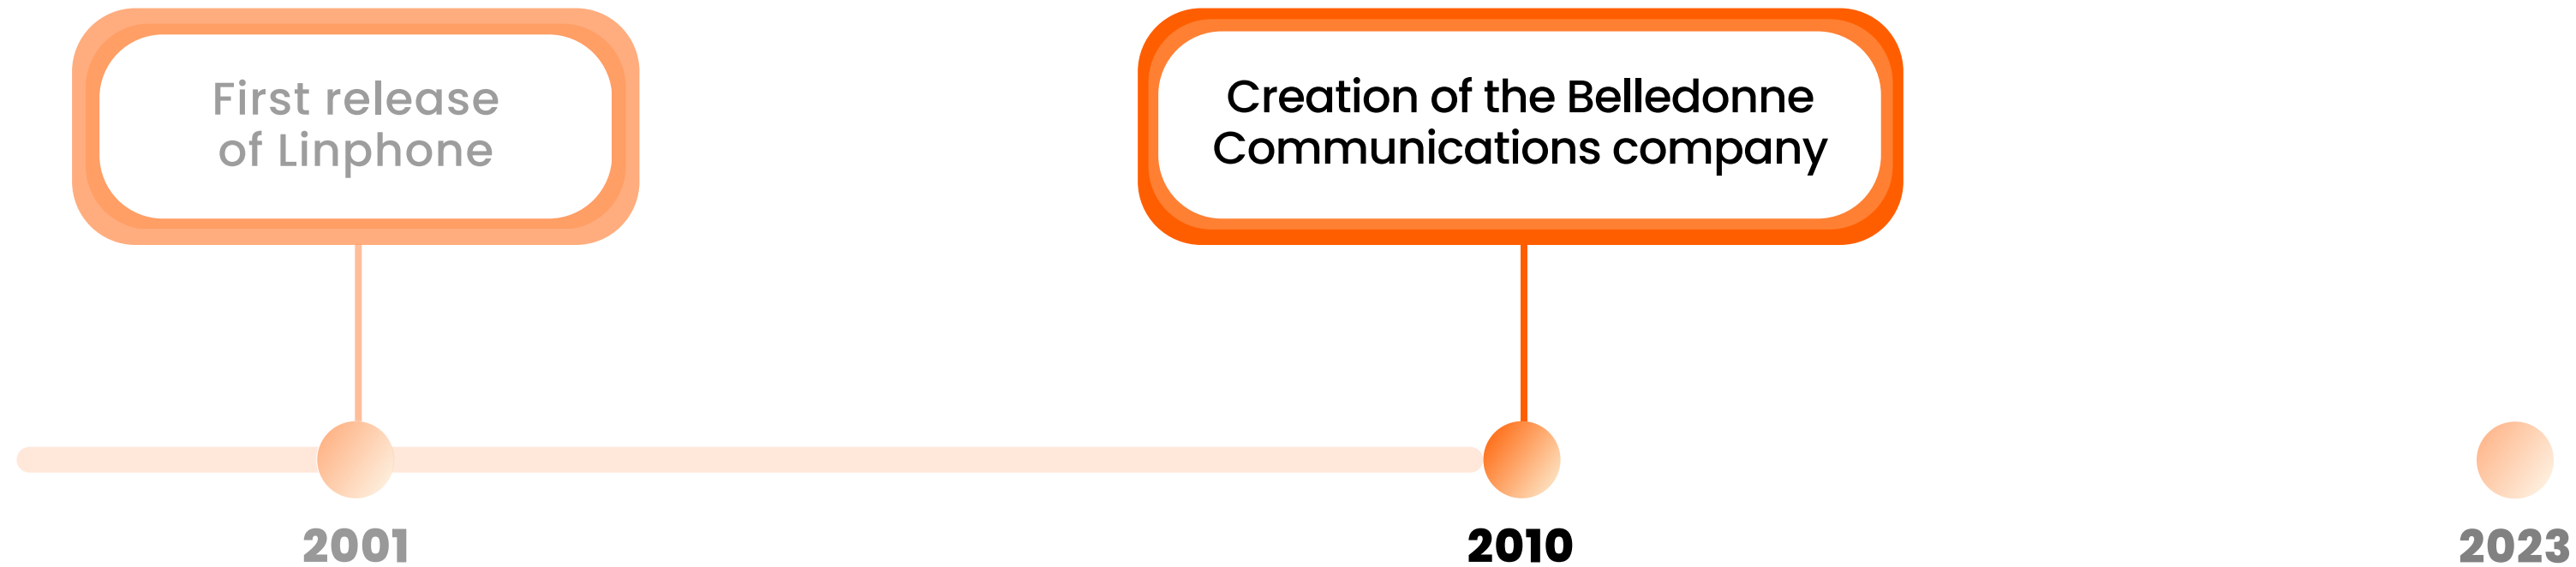 First release
of Linphone
Creation of the Belledonne
Communications company
2001
2010
2023